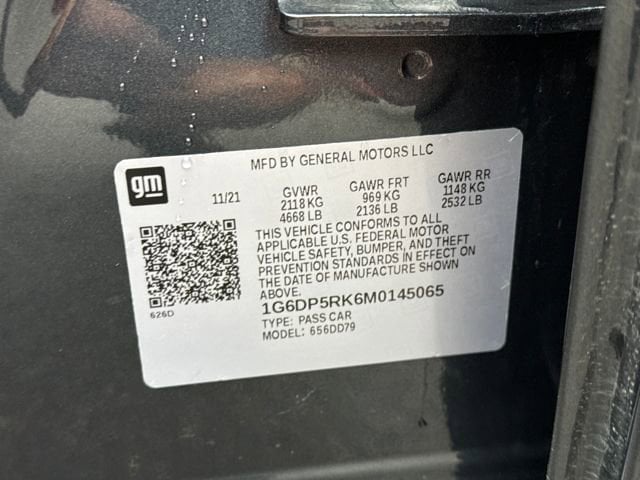 MFD BY GENERAL MOTORS LLC
gm
11/21
GVWR GAWR FRT GAWR RR
2118 KG 969 KG 1148 KG
4668 LB 2136 LB 2532 LB
THIS VEHICLE CONFORMS TO ALL
APPLICABLE U.S. FEDERAL MOTOR
VEHICLE SAFETY, BUMPER, AND THEFT
PREVENTION STANDARDS IN EFFECT ON
THE DATE OF MANUFACTURE SHOWN
ABOVE.
626D
1G6DP5RK6M0145065
TYPE: PASS CAR
MODEL: 656DD79